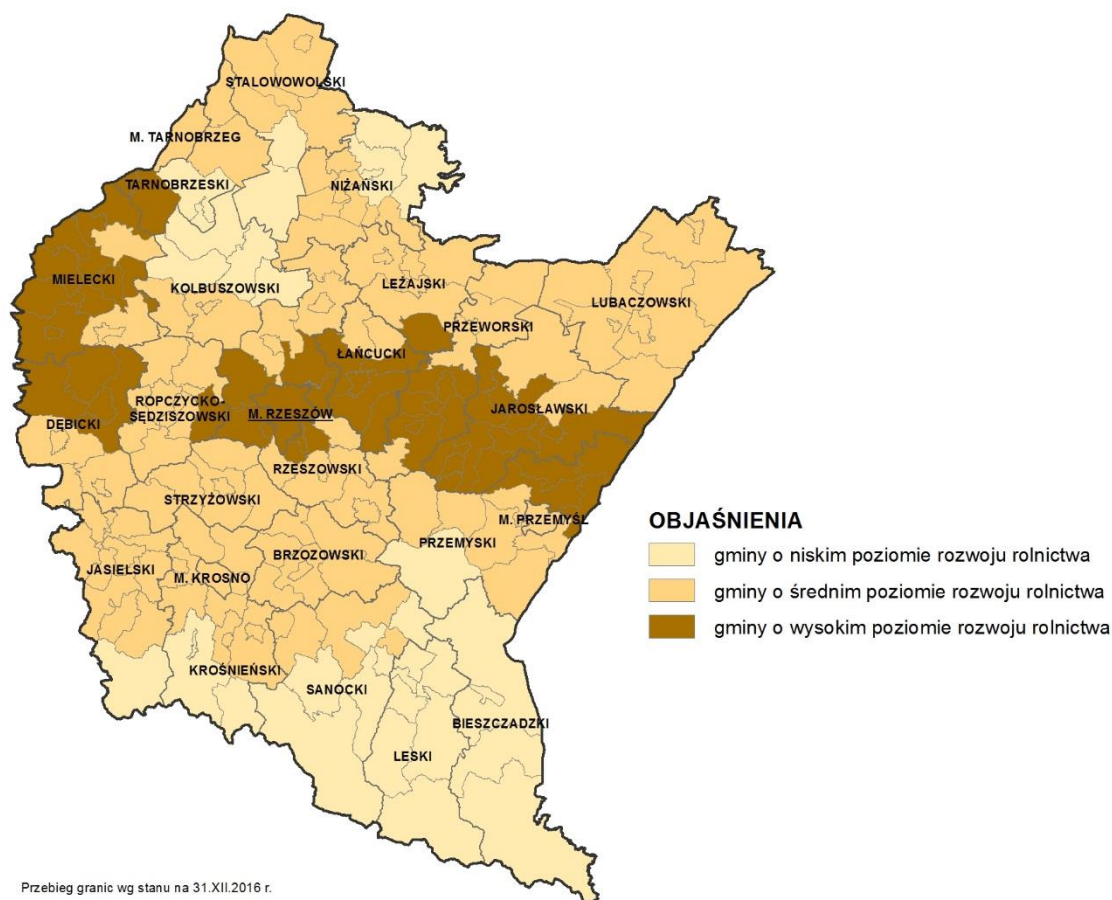 STALOWOWOLSKI
M. TARNOBRZEG
TARNOBRZESKI
NIŻAŃSKI
MIELECKI
KOLBUSZOWSKI
LEŻAJSKI
LUBACZOWSKI
PRZEWORSKI
ŁAŃCUCKI
ROPCZYCKO-
SĘDZISZOWSKI
M. RZESZÓW
JAROSŁAWSKI
DĘBICKI
RZESZOWSKI
STRZYŻOWSKI
M. PRZEMYŚL
PRZEMYSKI
BRZOZOWSKI
JASIELSKI
M. KROSNO
KROŚNIEŃSKI
SANOCKI
BIESZCZADZKI
LESKI
OBJAŚNIENIA
gminy o niskim poziomie rozwoju rolnictwa
gminy o średnim poziomie rozwoju rolnictwa
gminy o wysokim poziomie rozwoju rolnictwa
Przebieg granic wg stanu na 31.XII.2016 r.